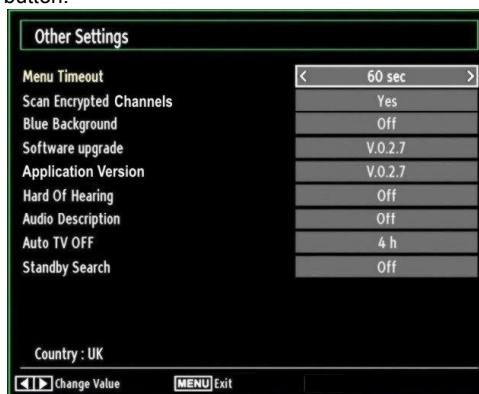 button.
Other Settings
Menu Timeout < 60 sec >
Scan Encrypted Channels Yes
Blue Background Off
Software upgrade V.0.2.7
Application Version V.0.2.7
Hard Of Hearing Off
Audio Description Off
Auto TV OFF 4 h
Standby Search Off
Country : UK
Change Value MENU Exit